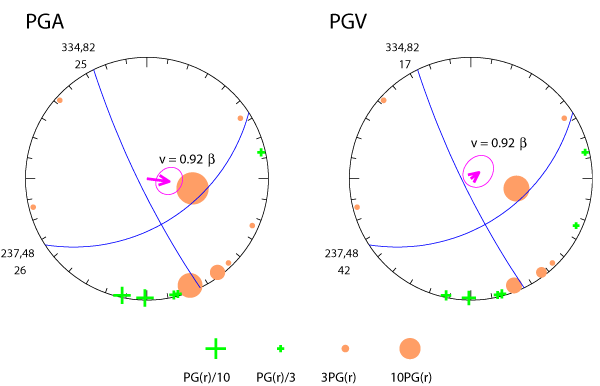 PGA
PGV
334,82
25
334,82
17
v = 0.92 β
v = 0.92 β
237,48
26
237,48
42
PG(r)/10
PG(r)/3
3PG(r)
10PG(r)